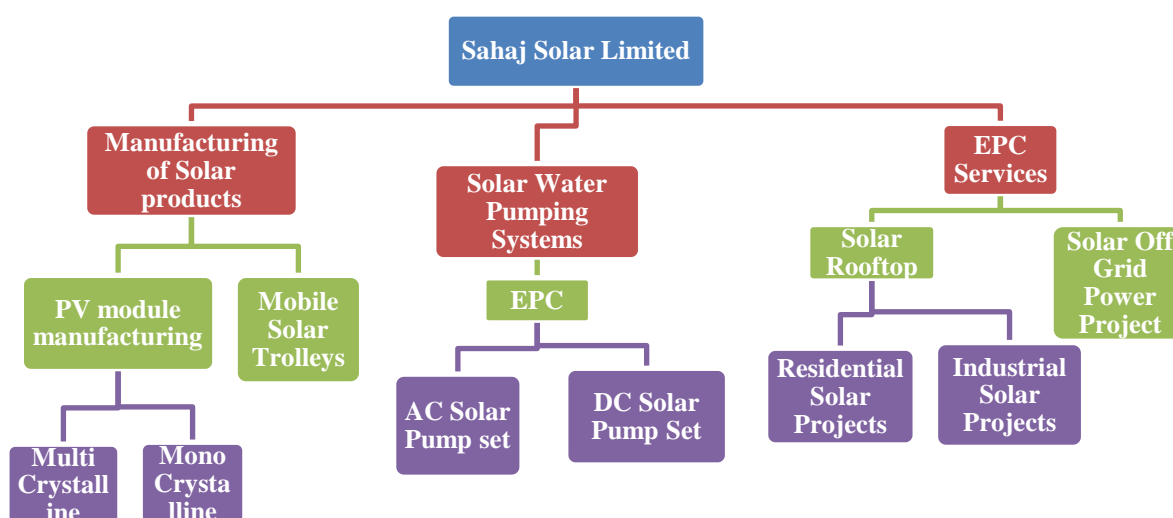 Sahaj Solar Limited
Manufacturing
of Solar
products
Solar Water
Pumping
Systems
EPC
Services
PV module
manufacturing
Mobile
Solar
Trolleys
EPC
Solar
Rooftop
Solar Off
Grid
Power
Project
Multi
Crystall
ine
Mono
Crysta
lline
AC Solar
Pump set
DC Solar
Pump Set
Residential
Solar
Projects
Industrial
Solar
Projects